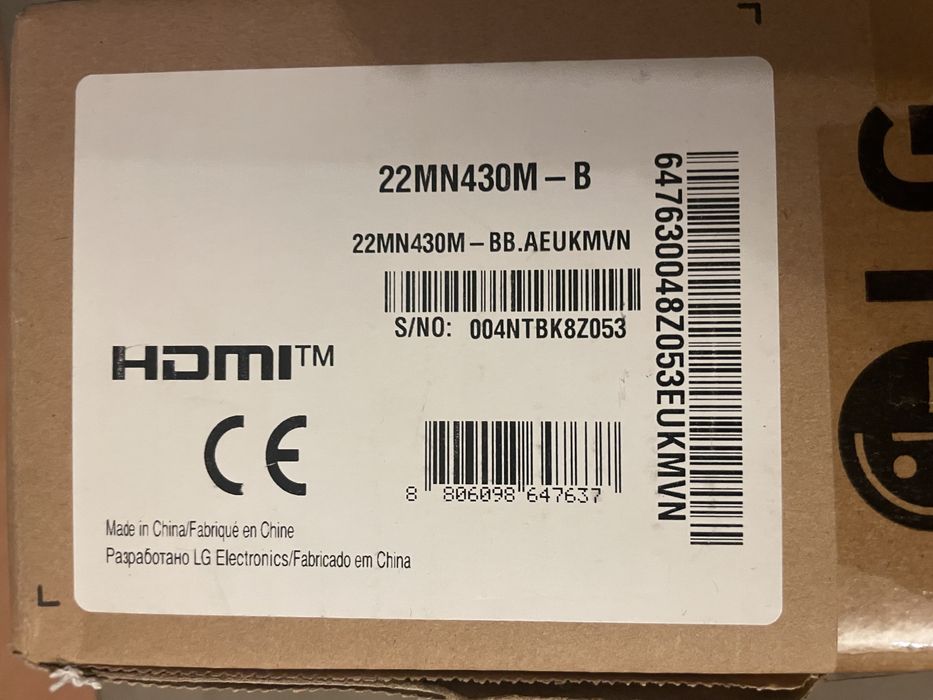 22MN430M – B
22MN430M – BB.AEUKMVN
S/NO: 004NTBK8Z053
HDMI™
CE
8 806098 647637
Made in China/Fabriqué en Chine
Разработано LG Electronics/Fabricado em China
647630048Z053EUKMVN
LG